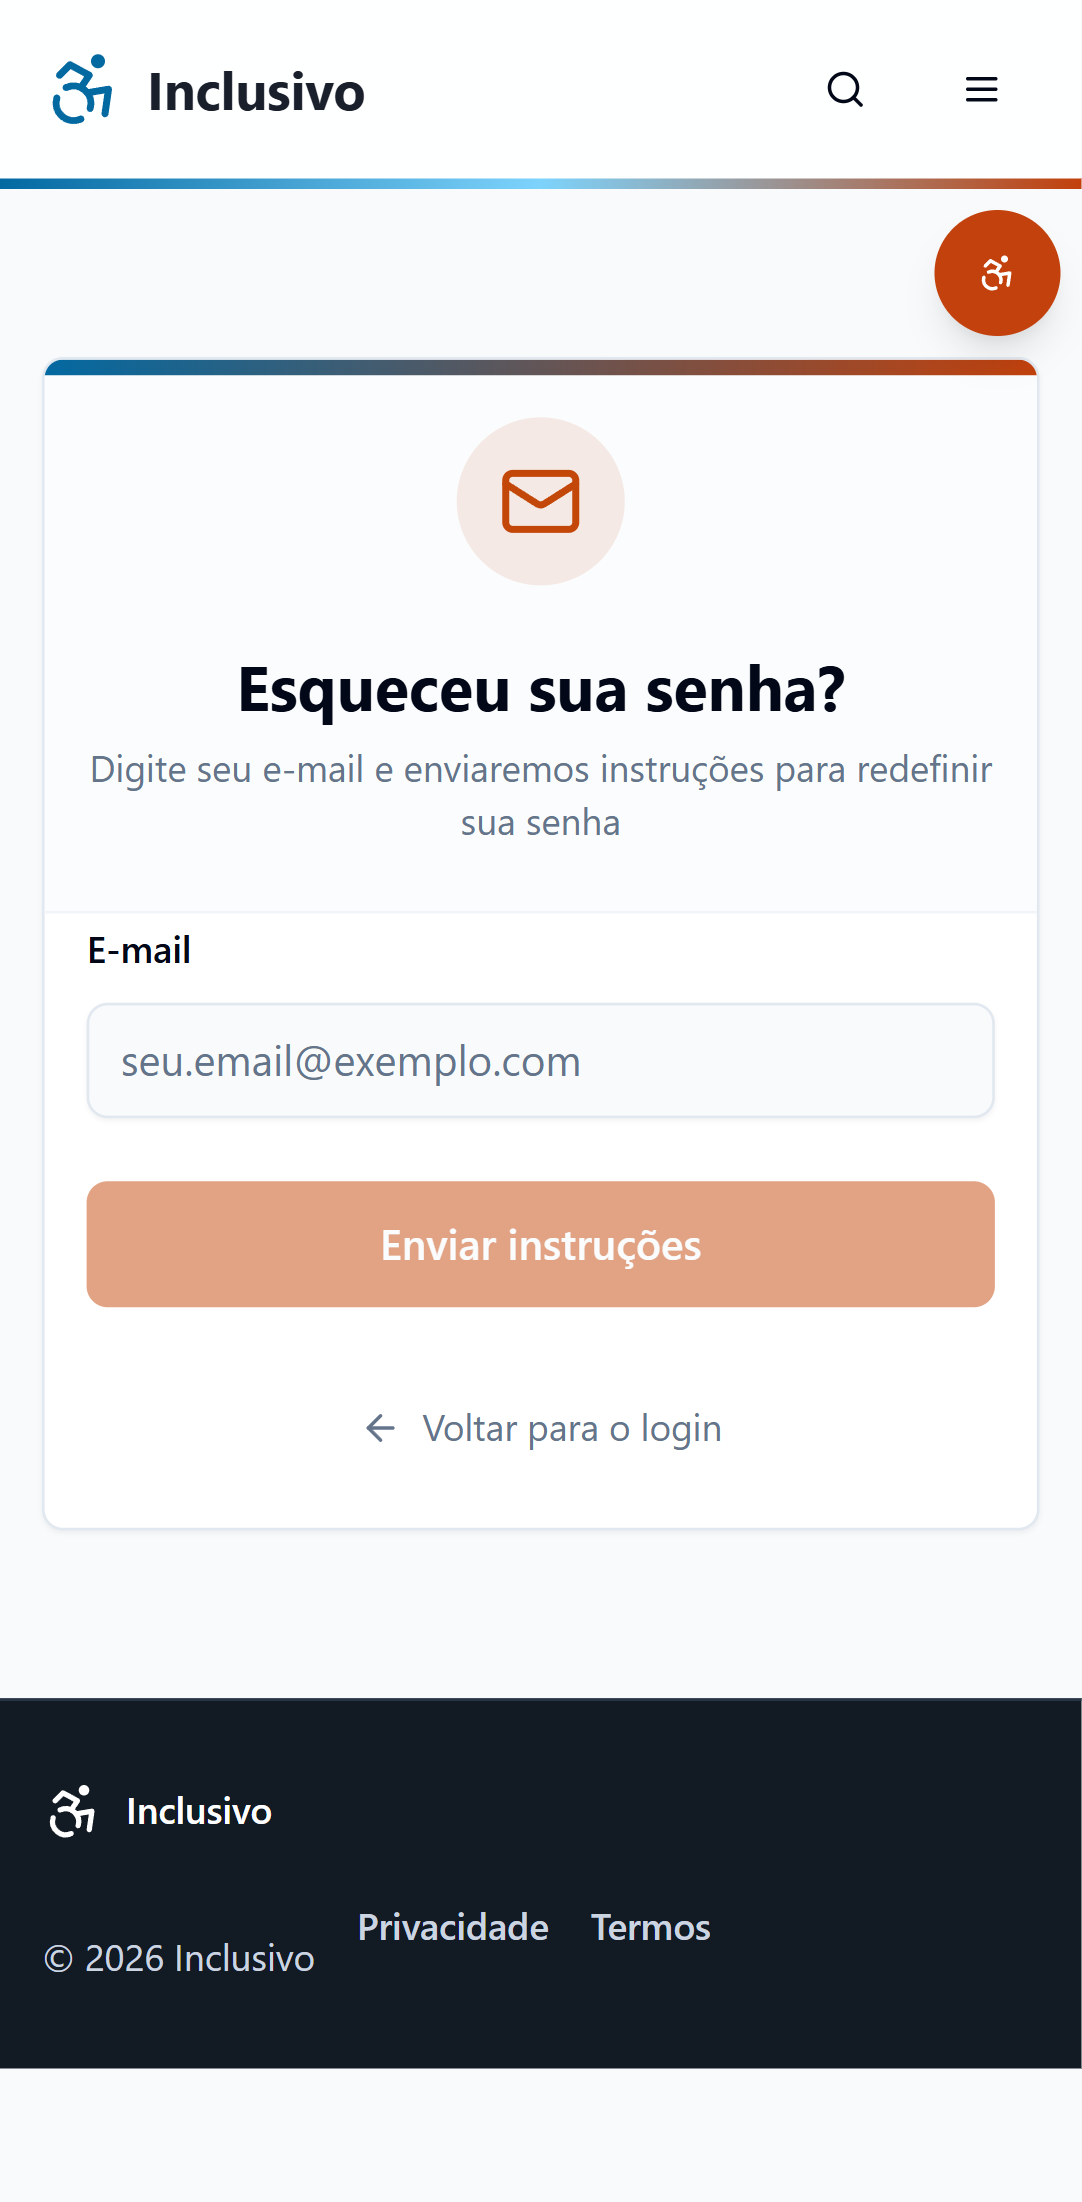 Inclusivo
Esqueceu sua senha?
Digite seu e-mail e enviaremos instruções para redefinir
sua senha
E-mail
seu.email@exemplo.com
Enviar instruções
Voltar para o login
Inclusivo
Privacidade Termos
© 2026 Inclusivo